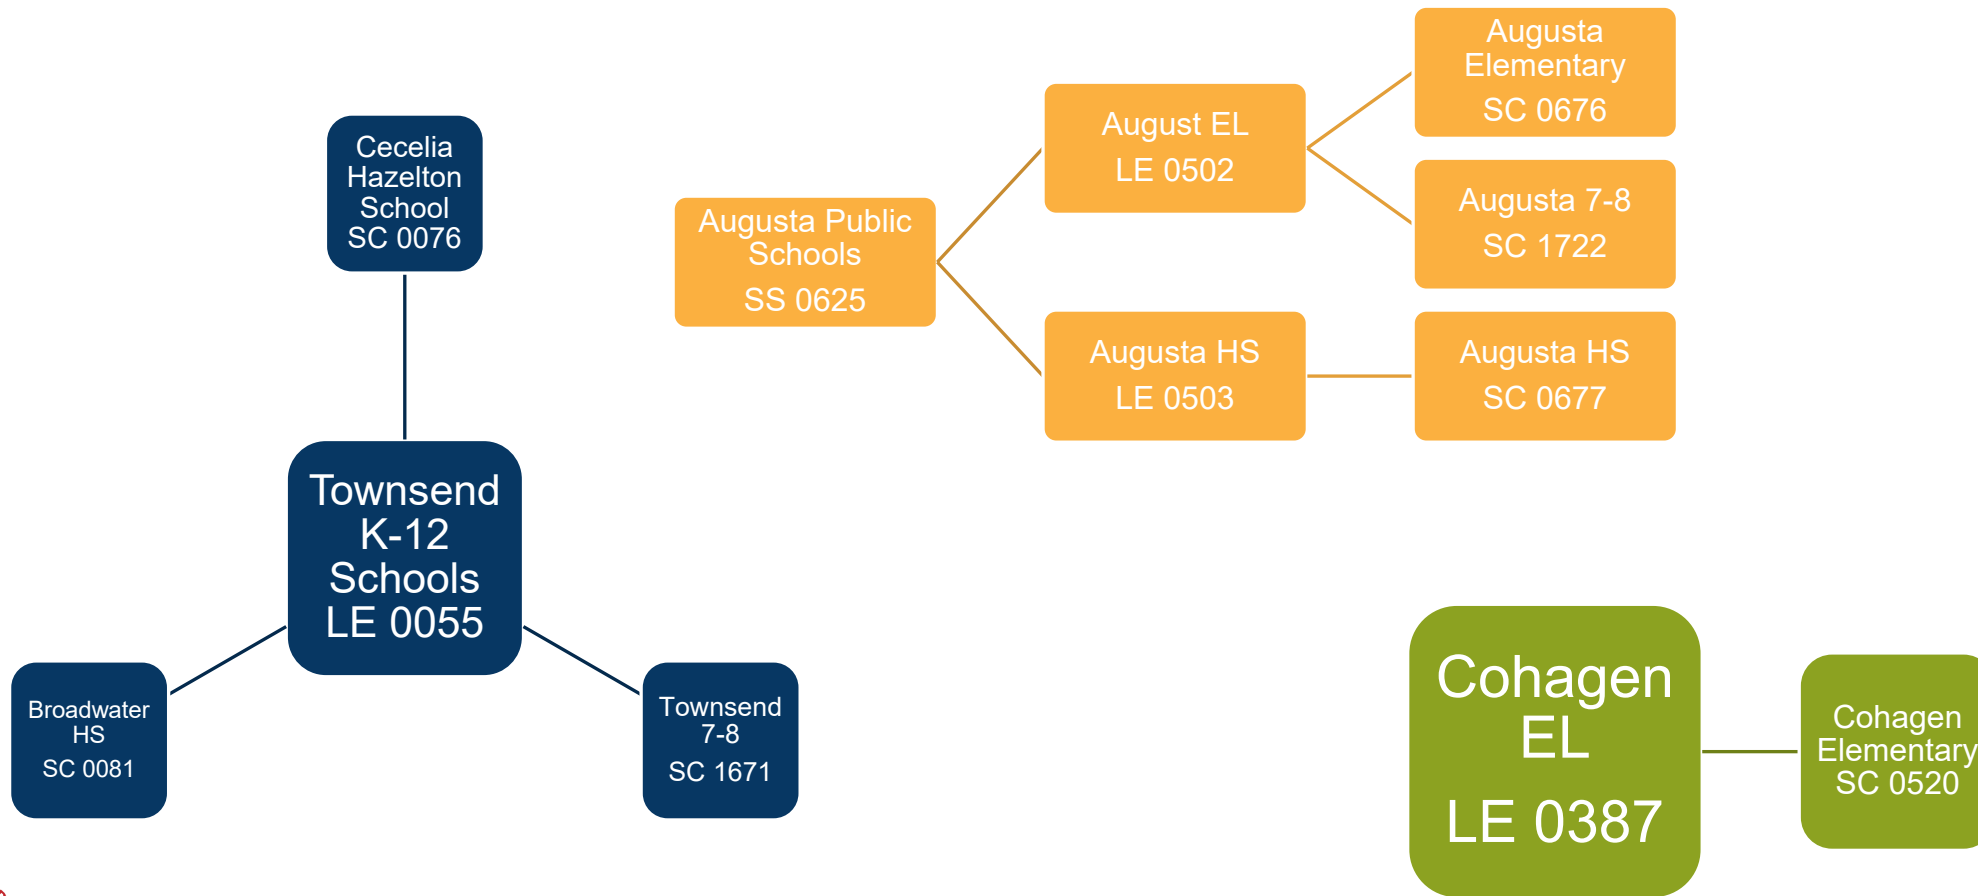 Cecelia
Hazelton
School
SC 0076
Townsend
K-12
Schools
LE 0055
Broadwater
HS
SC 0081
Townsend
7-8
SC 1671
Augusta Public
Schools
SS 0625
August EL
LE 0502
Augusta HS
LE 0503
Augusta
Elementary
SC 0676
Augusta 7-8
SC 1722
Augusta HS
SC 0677
Cohagen
EL
LE 0387
Cohagen
Elementary
SC 0520